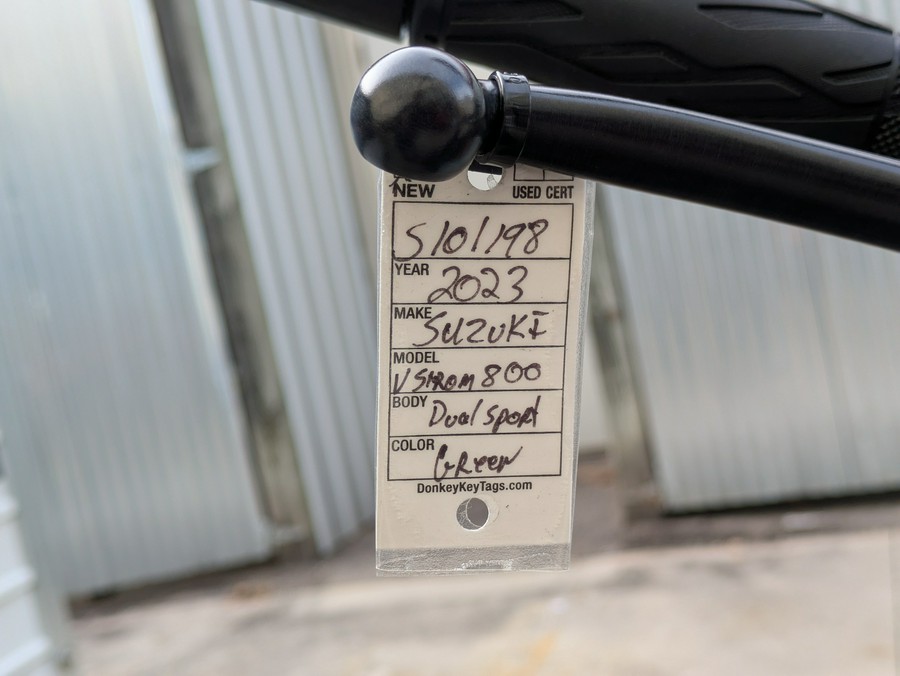 NEW USED CERT
S101198
YEAR 2023
MAKE SUZUKI
MODEL
V STROM 800
BODY Dual sport
COLOR GREEN
DonkeyKeyTags.com